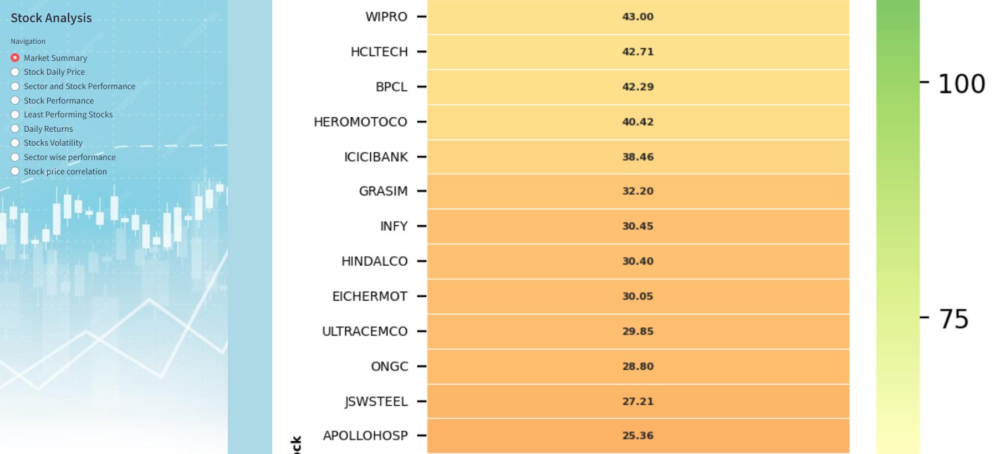 Stock Analysis
Navigation
Market Summary
Stock Daily Price
Sector and Stock Performance
Stock Performance
Least Performing Stocks
Daily Returns
Stocks Volatility
Sector wise performance
Stock price correlation
WIPRO 43.00
HCLTECH 42.71
BPCL 42.29
HEROMOTOCO 40.42
ICICIBANK 38.46
GRASIM 32.20
INFY 30.45
HINDALCO 30.40
EICHERMOT 30.05
ULTRACEMCO 29.85
ONGC 28.80
JSWSTEEL 27.21
APOLLOHOSP 25.36
ock
100
75